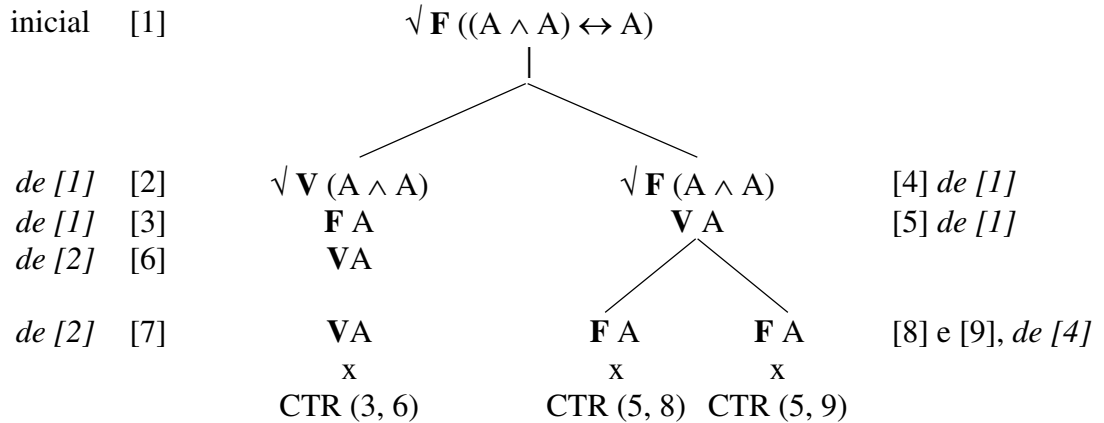 inicial [1] √ F ((A ∧ A) ↔ A)
de [1] [2] √ V (A ∧ A) √ F (A ∧ A) [4] de [1]
de [1] [3] F A V A [5] de [1]
de [2] [6] VA
de [2] [7] VA F A F A [8] e [9], de [4]
x x x
CTR (3, 6) CTR (5, 8) CTR (5, 9)